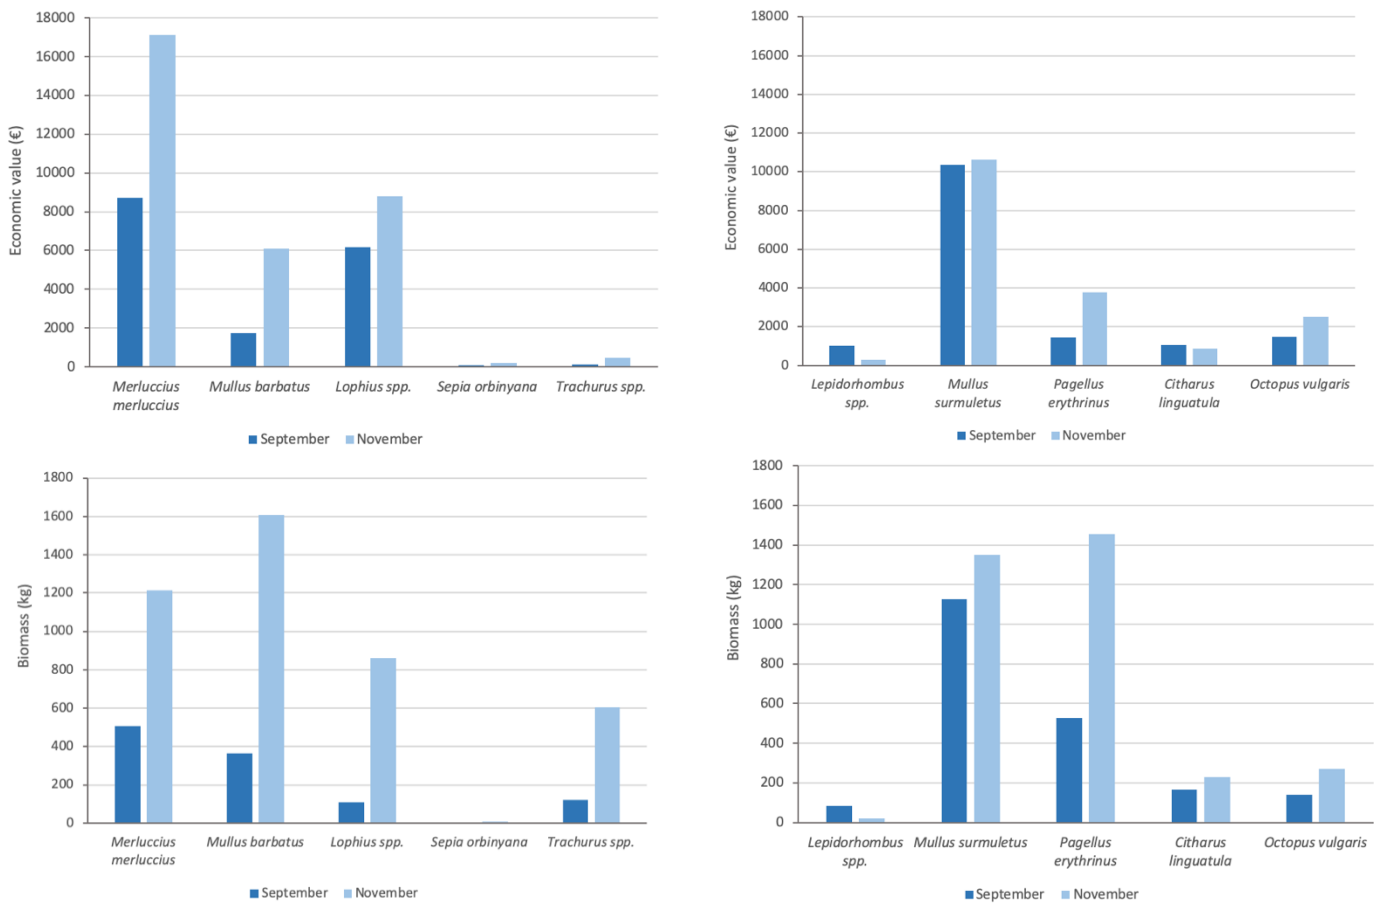 Economic value (€)
18000
16000
14000
12000
10000
8000
6000
4000
2000
0
Merluccius merluccius
Mullus barbatus
Lophius spp.
Sepia orbinyana
Trachurus spp.
September November
Economic value (€)
18000
16000
14000
12000
10000
8000
6000
4000
2000
0
Lepidorhombus spp.
Mullus surmuletus
Pagellus erythrinus
Citharus linguatula
Octopus vulgaris
September November
Biomass (kg)
1800
1600
1400
1200
1000
800
600
400
200
0
Merluccius merluccius
Mullus barbatus
Lophius spp.
Sepia orbinyana
Trachurus spp.
September November
Biomass (kg)
1800
1600
1400
1200
1000
800
600
400
200
0
Lepidorhombus spp.
Mullus surmuletus
Pagellus erythrinus
Citharus linguatula
Octopus vulgaris
September November